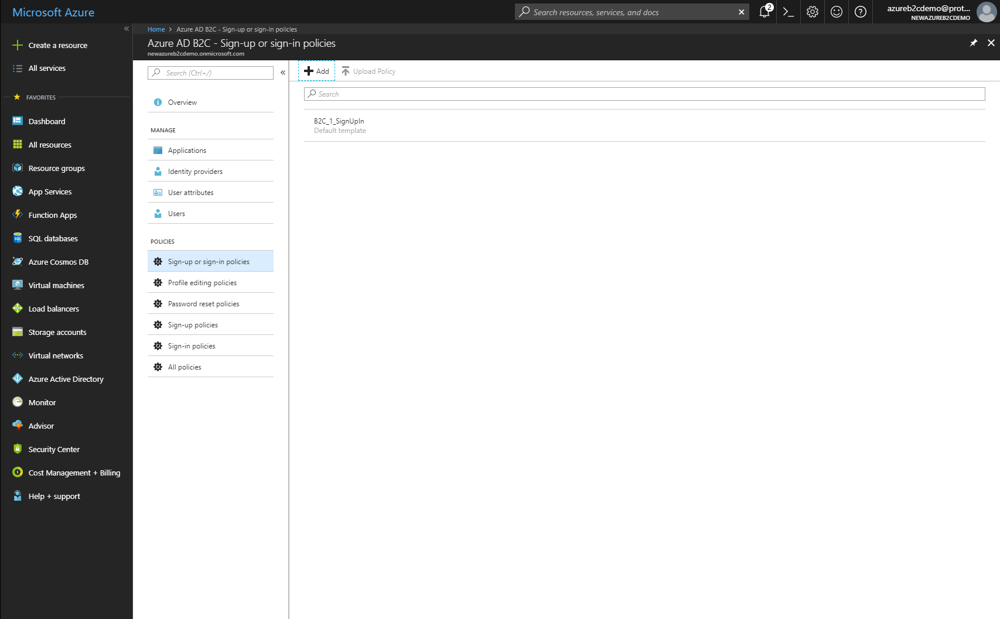 Microsoft Azure
Search resources, services, and docs
2
azureb2cdemo@prot...
NEWAZUREB2CDEMO
Home > Azure AD B2C - Sign-up or sign-in policies
Azure AD B2C - Sign-up or sign-in policies
newazureb2cdemo.onmicrosoft.com
Create a resource
All services
FAVORITES
Dashboard
All resources
Resource groups
App Services
Function Apps
SQL databases
Azure Cosmos DB
Virtual machines
Load balancers
Storage accounts
Virtual networks
Azure Active Directory
Monitor
Advisor
Security Center
Cost Management + Billing
Help + support
Search (Ctrl+/)
Overview
MANAGE
Applications
Identity providers
User attributes
Users
POLICIES
Sign-up or sign-in policies
Profile editing policies
Password reset policies
Sign-up policies
Sign-in policies
All policies
Add
Upload Policy
Search
B2C_1_SignUpIn
Default template